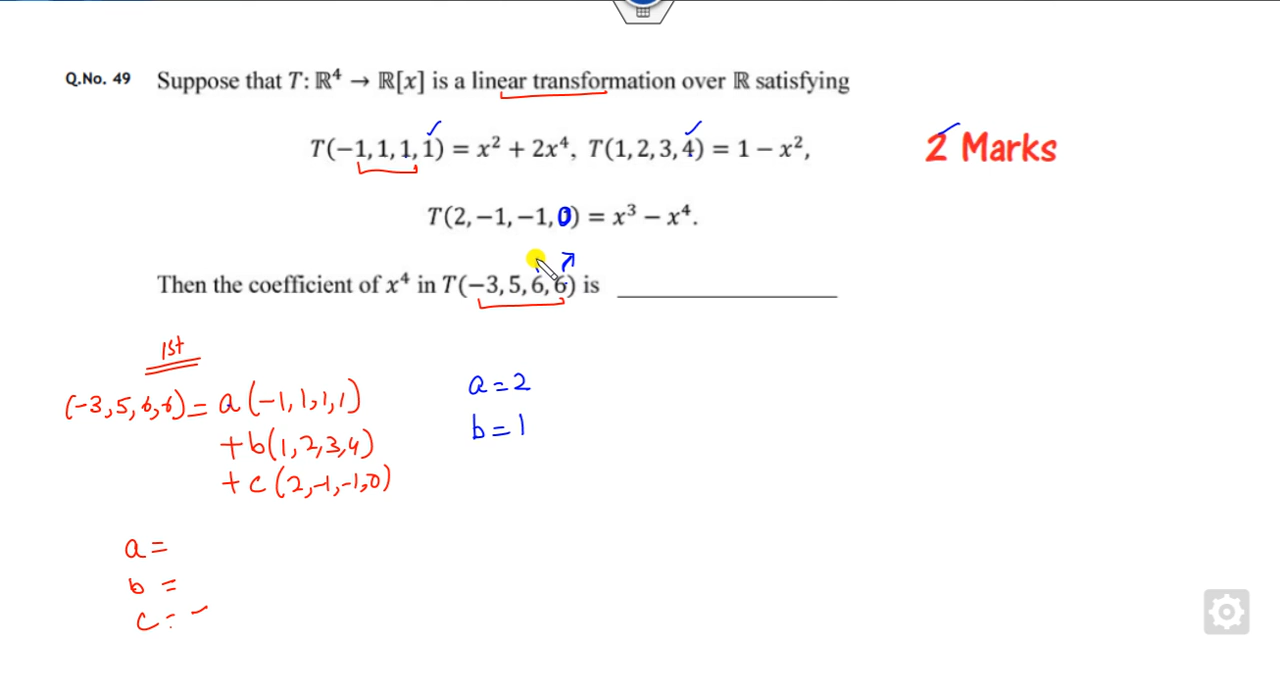 Q.No. 49 Suppose that T: ℝ⁴ → ℝ[x] is a linear transformation over ℝ satisfying
T(−1, 1, 1, 1) = x² + 2x⁴, T(1, 2, 3, 4) = 1 − x²,
2 Marks
T(2, −1, −1, 0) = x³ − x⁴.
Then the coefficient of x⁴ in T(−3, 5, 6, 6) is ____________
1st
(-3, 5, 6, 6) = a(-1, 1, 1, 1)
+ b(1, 2, 3, 4)
+ c(2, -1, -1, 0)
a = 2
b = 1
a =
b =
c = -